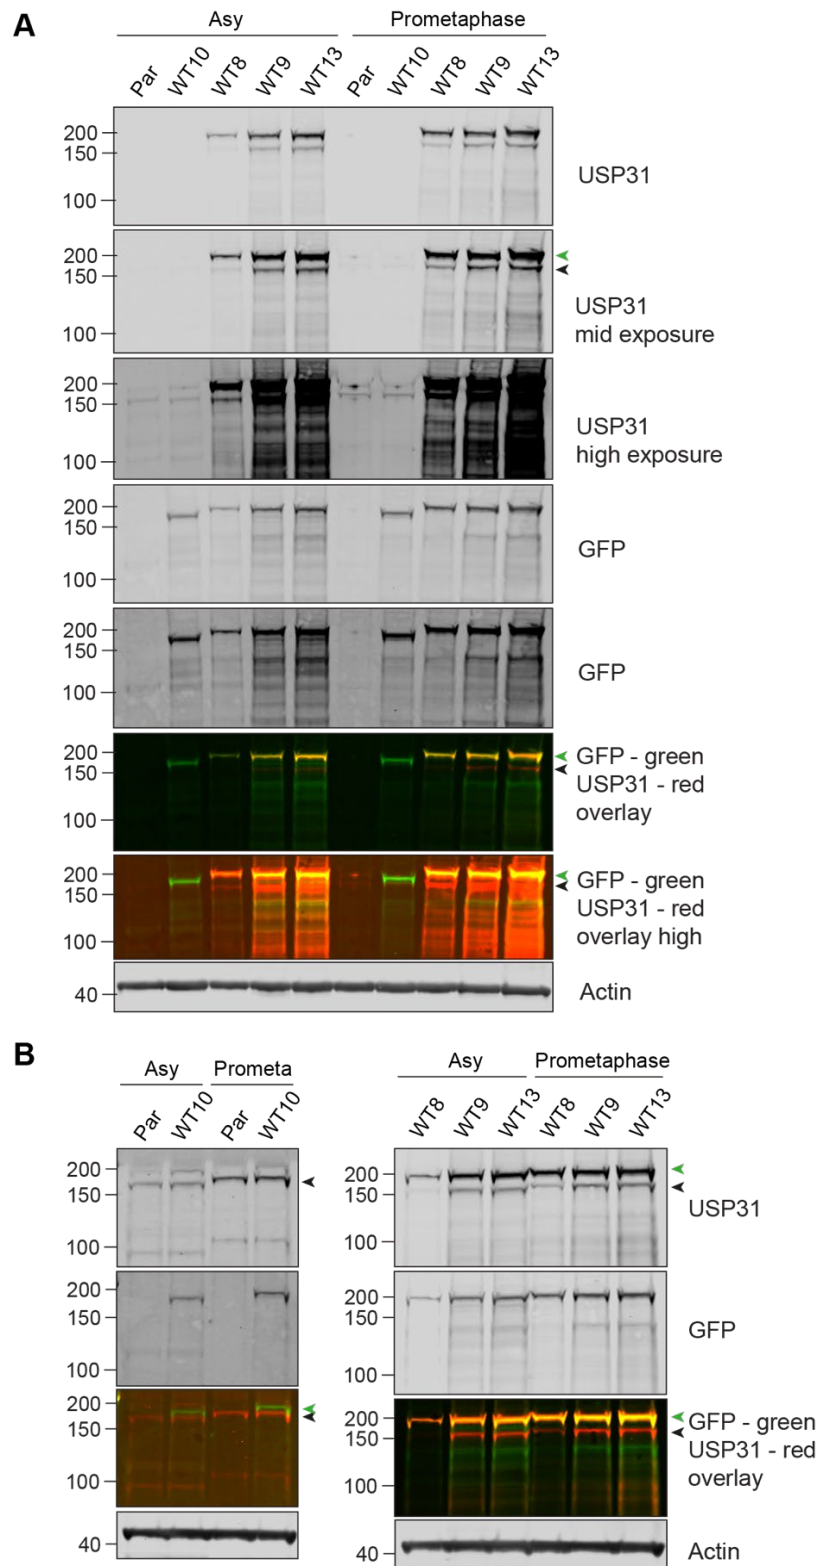 A
Asy Prometaphase
Par WT10 WT8 WT9 WT13 Par WT10 WT8 WT9 WT13
200
150
100
USP31
200
150
100
USP31
mid exposure
200
150
100
USP31
high exposure
200
150
100
GFP
200
150
100
GFP
200
150
100
GFP - green
USP31 - red
overlay
200
150
100
GFP - green
USP31 - red
overlay high
40
Actin
B
Asy Prometa
Par WT10 Par WT10
200
150
100
200
150
100
200
150
100
40
Asy Prometaphase
WT8 WT9 WT13 WT8 WT9 WT13
200
150
100
USP31
200
150
100
GFP
200
150
100
GFP - green
USP31 - red
overlay
40
Actin